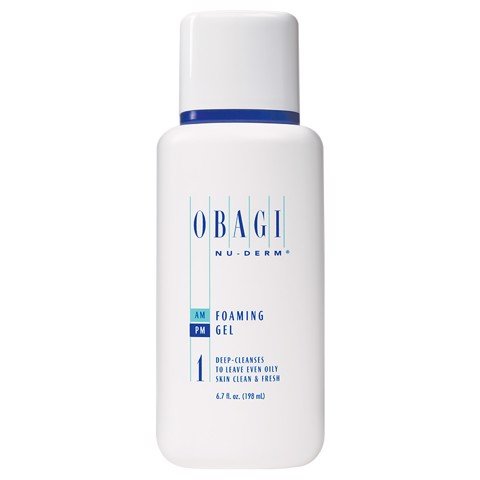 OBAGI
NU-DERM®
AM
PM
FOAMING
GEL
1
DEEP-CLEANSES
TO LEAVE EVEN OILY
SKIN CLEAN & FRESH
6.7 fl. oz. (198 mL)